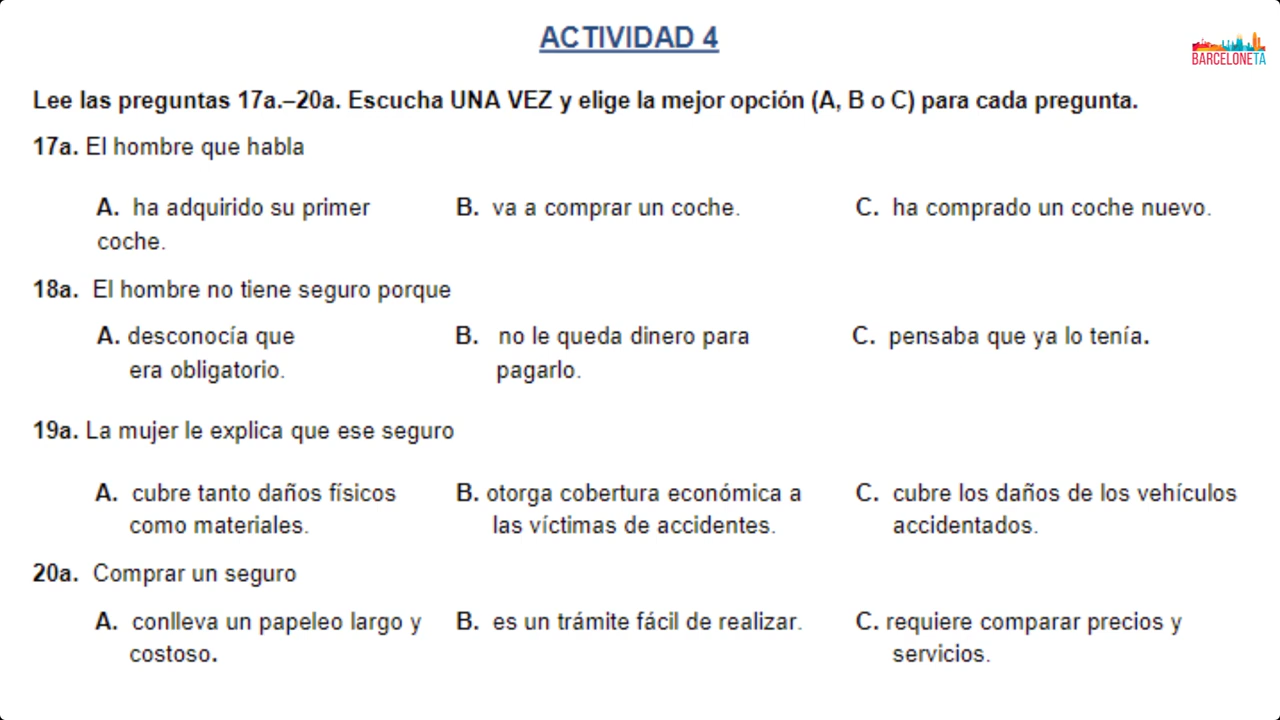 ACTIVIDAD 4
BARCELONETA
Lee las preguntas 17a.–20a. Escucha UNA VEZ y elige la mejor opción (A, B o C) para cada pregunta.
17a. El hombre que habla
A. ha adquirido su primer coche.
B. va a comprar un coche.
C. ha comprado un coche nuevo.
18a. El hombre no tiene seguro porque
A. desconocía que
era obligatorio.
B. no le queda dinero para
pagarlo.
C. pensaba que ya lo tenía.
19a. La mujer le explica que ese seguro
A. cubre tanto daños físicos
como materiales.
B. otorga cobertura económica a
las víctimas de accidentes.
C. cubre los daños de los vehículos
accidentados.
20a. Comprar un seguro
A. conlleva un papeleo largo y
costoso.
B. es un trámite fácil de realizar.
C. requiere comparar precios y
servicios.